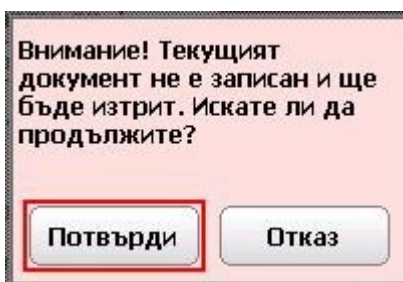 Внимание! Текущият
документ не е записан и ще
бъде изтрит. Искате ли да
продължите?
Потвърди
Отказ